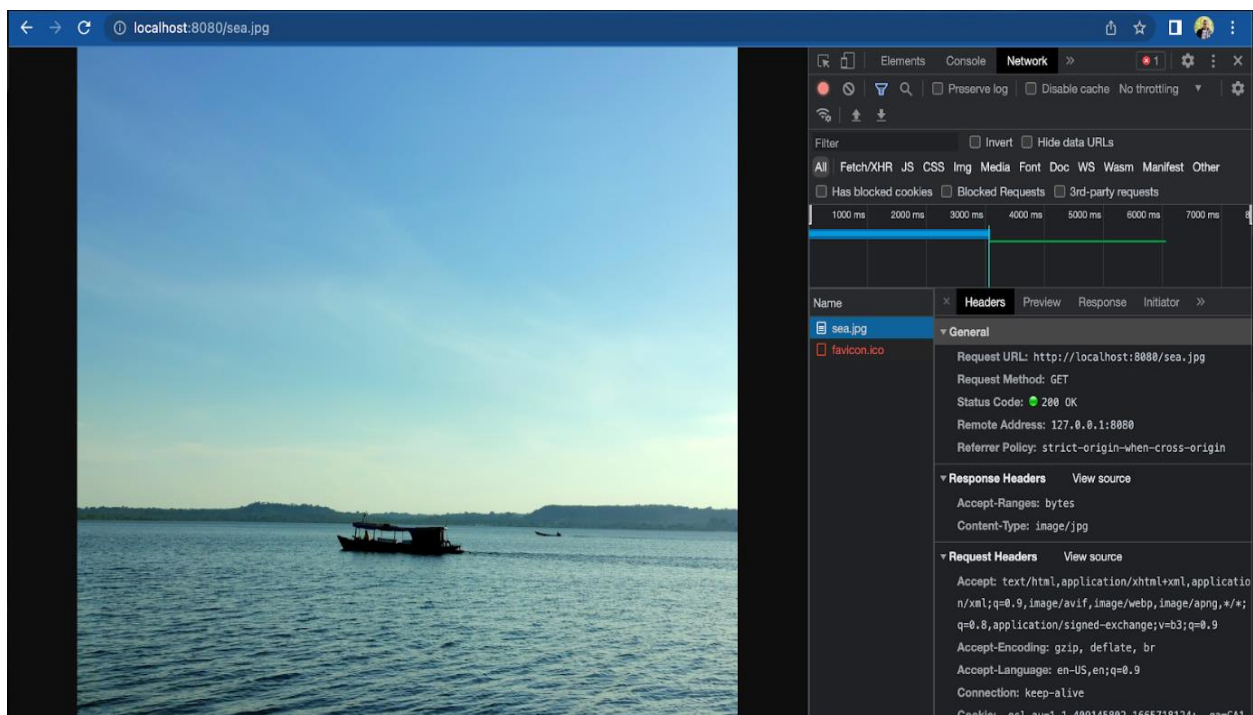 localhost:8080/sea.jpg
Elements Console Network » 1
Preserve log Disable cache No throttling
Filter Invert Hide data URLs
All Fetch/XHR JS CSS Img Media Font Doc WS Wasm Manifest Other
Has blocked cookies Blocked Requests 3rd-party requests
1000 ms 2000 ms 3000 ms 4000 ms 5000 ms 6000 ms 7000 ms
Name × Headers Preview Response Initiator »
sea.jpg
favicon.ico
General
Request URL: http://localhost:8080/sea.jpg
Request Method: GET
Status Code: 200 OK
Remote Address: 127.0.0.1:8080
Referrer Policy: strict-origin-when-cross-origin
Response Headers View source
Accept-Ranges: bytes
Content-Type: image/jpg
Request Headers View source
Accept: text/html,application/xhtml+xml,applicatio
n/xml;q=0.9,image/avif,image/webp,image/apng,*/*;
q=0.8,application/signed-exchange;v=b3;q=0.9
Accept-Encoding: gzip, deflate, br
Accept-Language: en-US,en;q=0.9
Connection: keep-alive